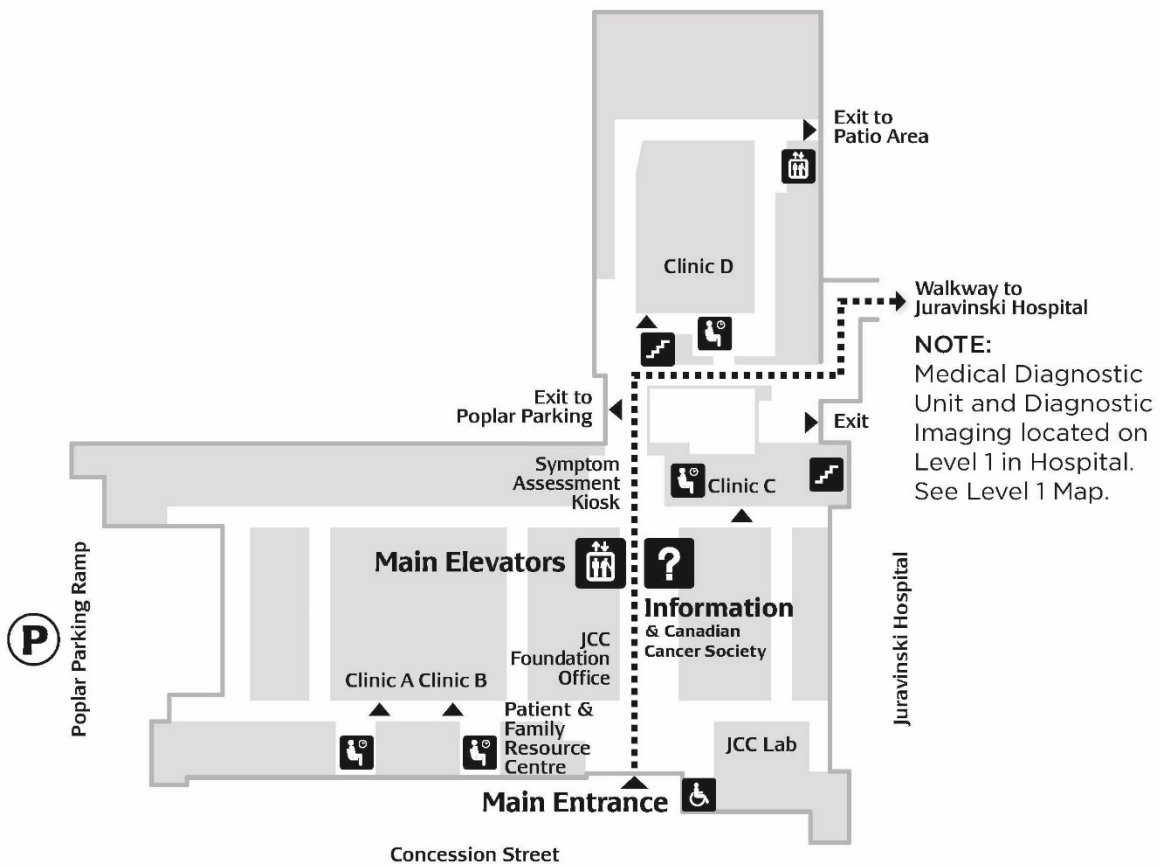 Exit to
Patio Area
Clinic D
Walkway to
Juravinski Hospital
NOTE:
Medical Diagnostic
Unit and Diagnostic
Imaging located on
Level 1 in Hospital.
See Level 1 Map.
Exit to
Poplar Parking
Exit
Symptom
Assessment
Kiosk
Clinic C
Main Elevators
?
Information
& Canadian
Cancer Society
JCC
Foundation
Office
P
Poplar Parking Ramp
Juravinski Hospital
Clinic A Clinic B
Patient &
Family
Resource
Centre
JCC Lab
Main Entrance
Concession Street